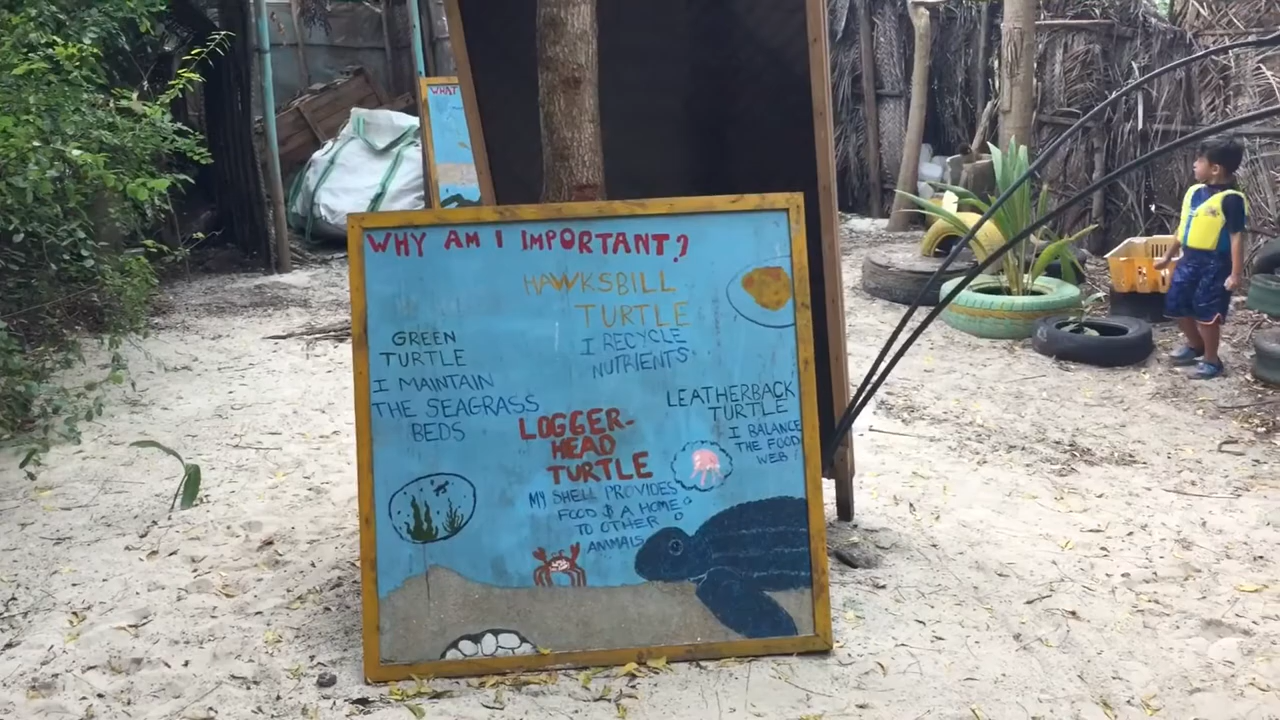 WHAT
WHY AM I IMPORTANT?
HAWKSBILL
TURTLE
I RECYCLE
NUTRIENTS
GREEN
TURTLE
I MAINTAIN
THE SEAGRASS
BEDS
LEATHERBACK
TURTLE
I BALANCE
THE FOOD
WEB
LOGGER-
HEAD
TURTLE
MY SHELL PROVIDES
FOOD & A HOME
TO OTHER
ANIMALS